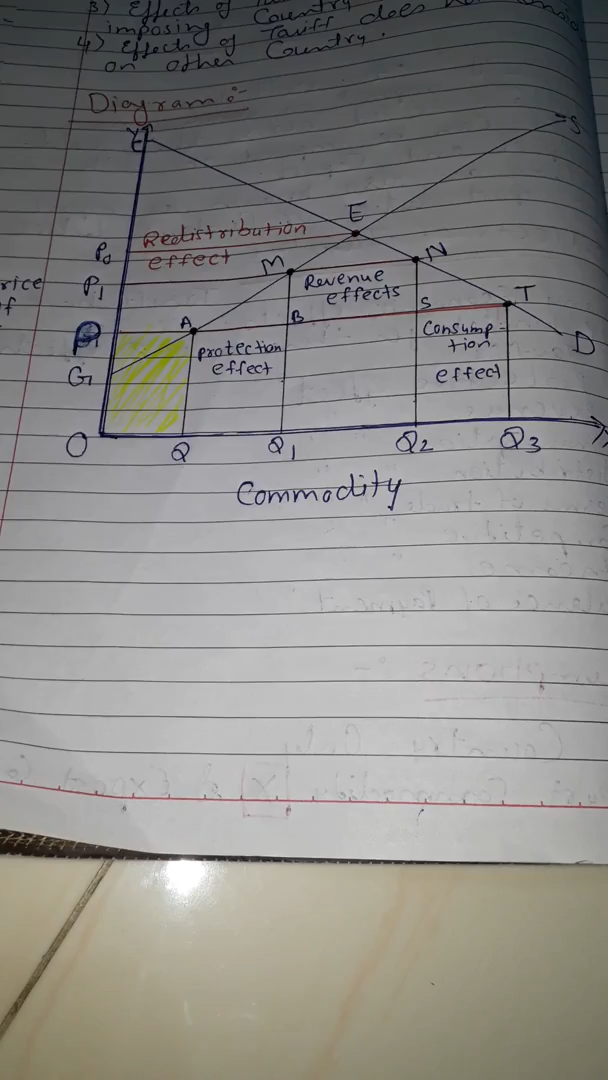 3) Effect of
imposing Country
4) Effect of Tariff does
on other Country.
Diagram :-
Y
S
E
Redistribution
effect
P0
M
N
rice
P1
Revenue
effects
f
A
B
S
T
P
protection
effect
Consump-
tion
effect
D
G
O
Q
Q1
Q2
Q3
X
Commodity